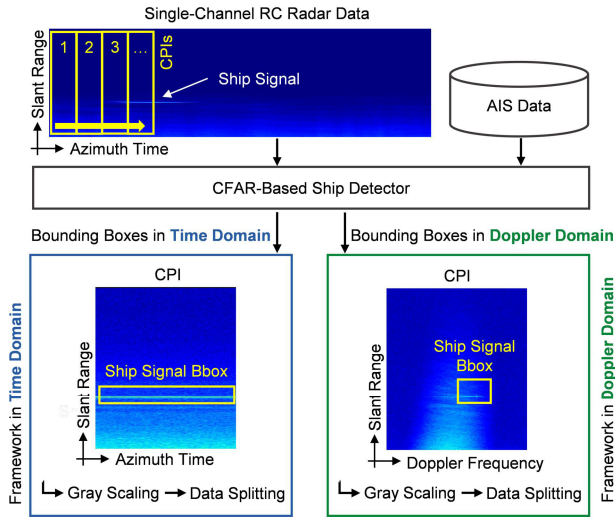 Single-Channel RC Radar Data
Slant Range
1 2 3 ...
CPIs
Ship Signal
Azimuth Time
AIS Data
CFAR-Based Ship Detector
Bounding Boxes in Time Domain
Bounding Boxes in Doppler Domain
Framework in Time Domain
CPI
Slant Range
Ship Signal Bbox
Azimuth Time
Gray Scaling Data Splitting
CPI
Slant Range
Ship Signal
Bbox
Doppler Frequency
Gray Scaling Data Splitting
Framework in Doppler Domain